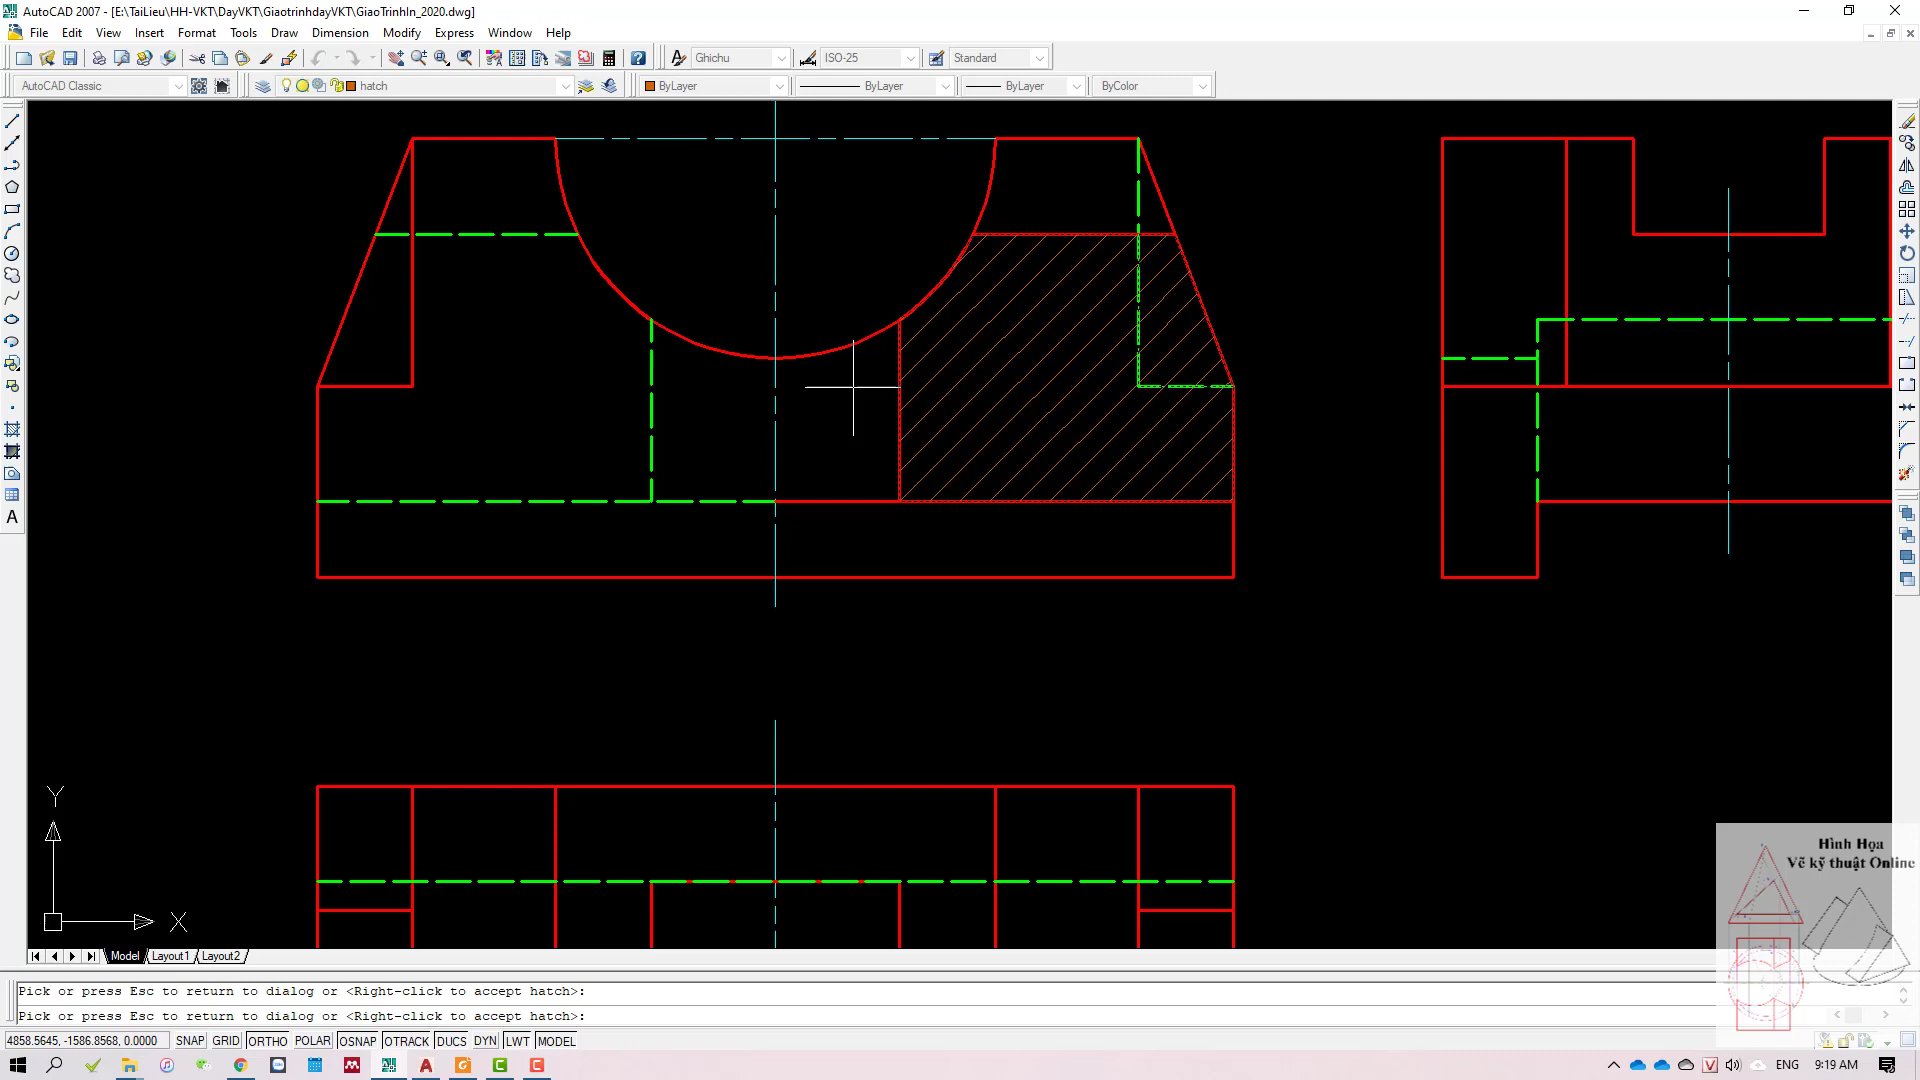 AutoCAD 2007 - [E:\TaiLieu\HH-VKT\DayVKT\GiaotrinhdayVKT\GiaoTrinhIn_2020.dwg]
File Edit View Insert Format Tools Draw Dimension Modify Express Window Help
Ghichu ISO-25 Standard
AutoCAD Classic hatch ByLayer ByLayer ByLayer ByColor
A
Y
X
Hình Họa
Vẽ kỹ thuật Online
Model Layout1 Layout2
Pick or press Esc to return to dialog or <Right-click to accept hatch>:
Pick or press Esc to return to dialog or <Right-click to accept hatch>:
4858.5645, -1586.8568, 0.0000 SNAP GRID ORTHO POLAR OSNAP OTRACK DUCS DYN LWT MODEL
ENG 9:19 AM